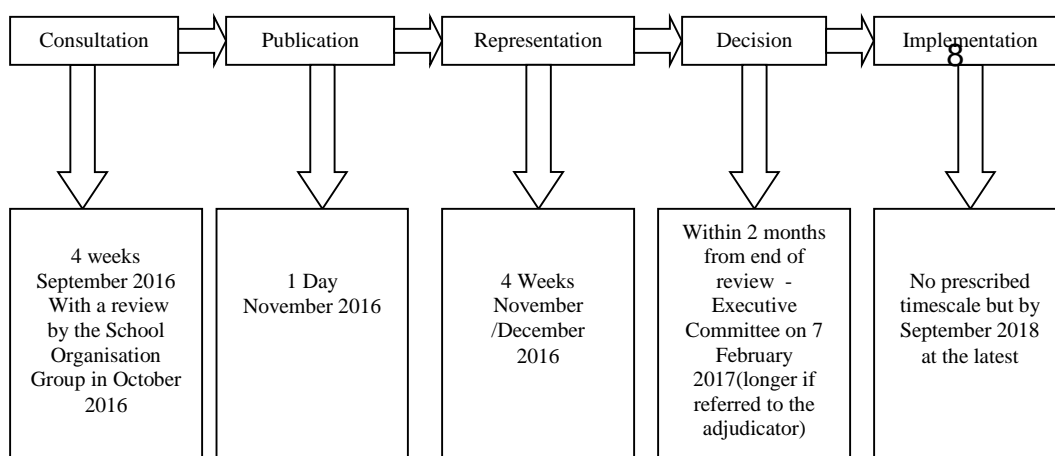 Consultation
Publication
Representation
Decision
Implementation
8
4 weeks
September 2016
With a review
by the School
Organisation
Group in October
2016
1 Day
November 2016
4 Weeks
November
/December
2016
Within 2 months
from end of
review -
Executive
Committee on 7
February
2017(longer if
referred to the
adjudicator)
No prescribed
timescale but by
September 2018
at the latest